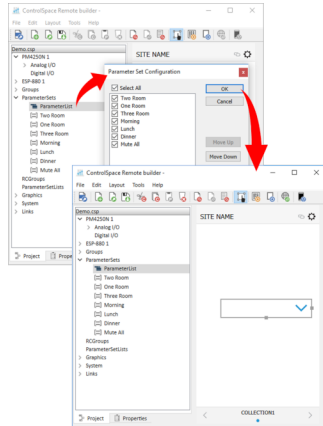 ControlSpace Remote builder -
File Edit Layout Tools Help
Demo.csp
PM4250N 1
Analog I/O
Digital I/O
ESP-880 1
Groups
ParameterSets
ParameterList
Two Room
One Room
Three Room
Morning
Lunch
Dinner
Mute All
RCGroups
ParameterSetLists
Graphics
System
Links
Project
SITE NAME
Parameter Set Configuration
Select All
Two Room
One Room
Three Room
Morning
Lunch
Dinner
Mute All
OK
Cancel
Move Up
Move Down
ControlSpace Remote builder -
File Edit Layout Tools Help
Demo.csp
PM4250N 1
Analog I/O
Digital I/O
ESP-880 1
Groups
ParameterSets
ParameterList
Two Room
One Room
Three Room
Morning
Lunch
Dinner
Mute All
RCGroups
ParameterSetLists
Graphics
System
Links
Project Properties
SITE NAME
COLLECTION1